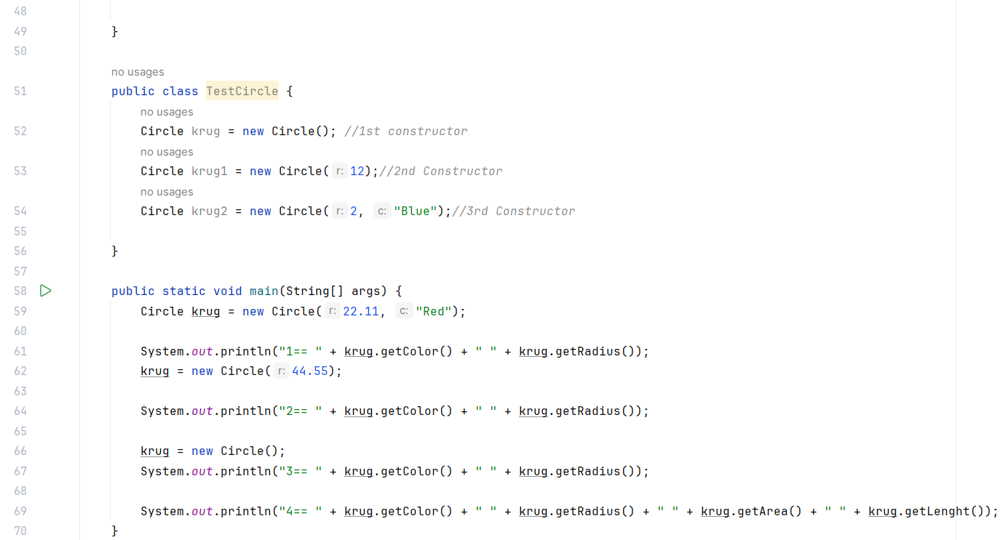 48
49 }
50
no usages
51 public class TestCircle {
no usages
52 Circle krug = new Circle(); //1st constructor
no usages
53 Circle krug1 = new Circle( r: 12);//2nd Constructor
no usages
54 Circle krug2 = new Circle( r: 2, c: "Blue");//3rd Constructor
55
56 }
57
58 public static void main(String[] args) {
59 Circle krug = new Circle( r: 22.11, c: "Red");
60
61 System.out.println("1== " + krug.getColor() + " " + krug.getRadius());
62 krug = new Circle( r: 44.55);
63
64 System.out.println("2== " + krug.getColor() + " " + krug.getRadius());
65
66 krug = new Circle();
67 System.out.println("3== " + krug.getColor() + " " + krug.getRadius());
68
69 System.out.println("4== " + krug.getColor() + " " + krug.getRadius() + " " + krug.getArea() + " " + krug.getLenght());
70 }